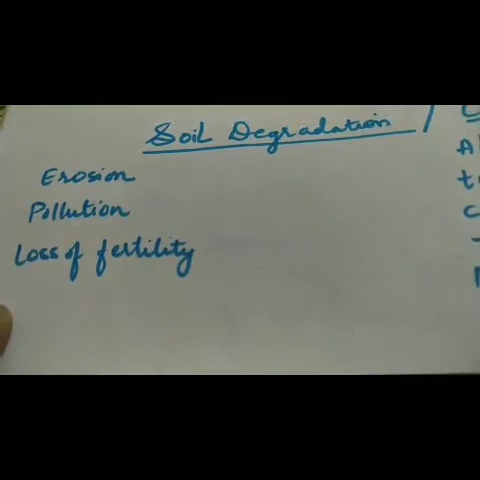 Soil Degradation /
Erosion
Pollution
Loss of fertility